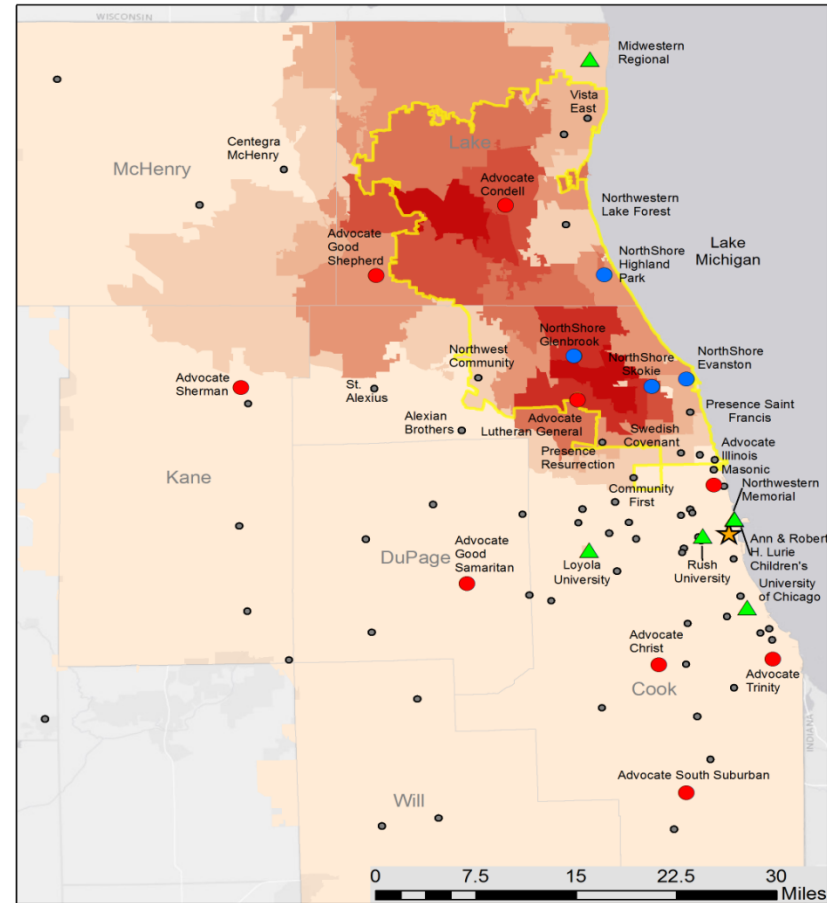 WISCONSIN
Midwestern
Regional
Vista
East
Lake
Centegra
McHenry
McHenry
Advocate
Condell
Northwestern
Lake Forest
Advocate
Good
Shepherd
Lake
Michigan
NorthShore
Highland
Park
NorthShore
Glenbrook
Northwest
Community
NorthShore
Skokie
NorthShore
Evanston
Advocate
Sherman
St.
Alexius
Presence Saint
Francis
Alexian
Brothers
Advocate
Lutheran General
Swedish
Covenant
Presence
Resurrection
Advocate
Illinois
Masonic
Kane
Community
First
Northwestern
Memorial
Advocate
Good
Samaritan
DuPage
Loyola
University
Rush
University
Ann & Robert
H. Lurie
Children's
University
of Chicago
Advocate
Christ
Cook
Advocate
Trinity
INDIANA
Advocate South Suburban
Will
0 7.5 15 22.5 30
Miles